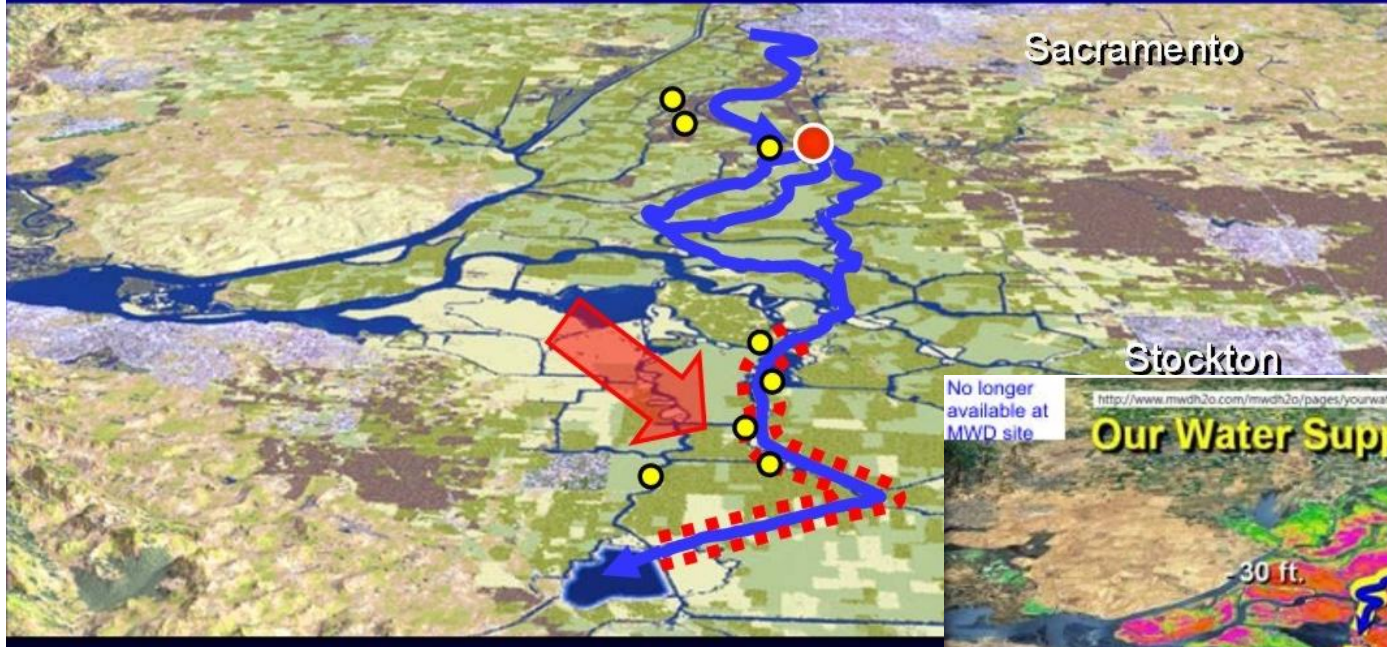 Sacramento
Stockton
No longer
available at
MWD site
http://www.mwdh2o.com/mwdh2o/pages/yourwat
Our Water Supp
- 30 ft.